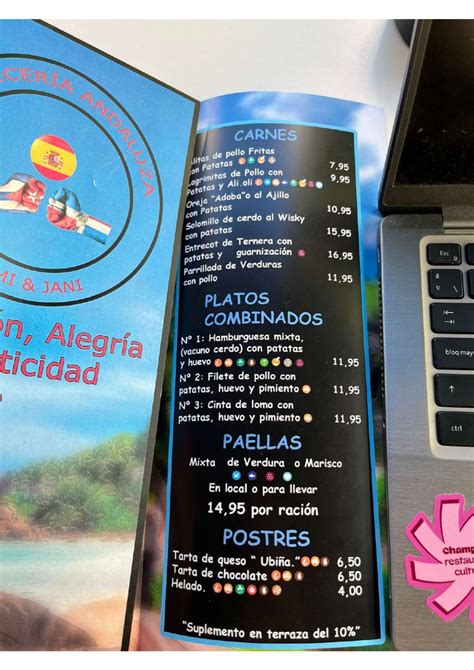 CERÍA ANDALUZA
MI & JANI
ón, Alegría
ticidad
CARNES
litas de pollo Fritas
con Patatas 7,95
Lagrimitas de Pollo con
Patatas y Ali.oli 9,95
Oreja "Adoba"o al Ajillo
con Patatas 10,95
Solomillo de cerdo al Wisky
con patatas 15,95
Entrecot de Ternera con
patatas y guarnización 16,95
Parrillada de Verduras
con pollo 11,95
PLATOS
COMBINADOS
Nº 1: Hamburguesa mixta,
(vacuno cerdo) con patatas
y huevo 11,95
Nº 2: Filete de pollo con
patatas, huevo y pimiento 11,95
Nº 3: Cinta de lomo con
patatas, huevo y pimiento 11,95
PAELLAS
Mixta de Verdura o Marisco
En local o para llevar
14,95 por ración
POSTRES
Tarta de queso " Ubiña." 6,50
Tarta de chocolate 6,50
Helado. 4,00
"Suplemento en terraza del 10%"
esc
bloq mayú
Champ
restau
cultu